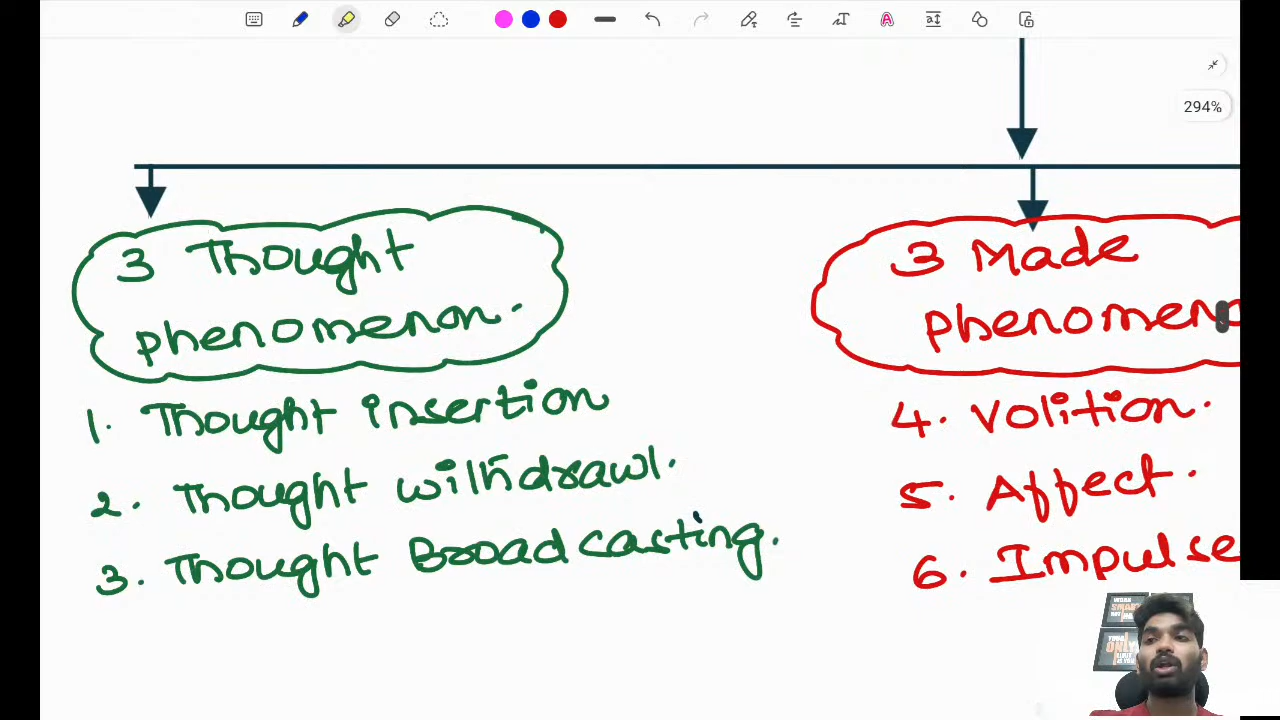 294%
3 Thought
phenomenon.
1. Thought insertion
2. Thought withdrawl.
3. Thought Broadcasting.
3 Made
phenomeno
4. Volition.
5. Affect.
6. Impulse